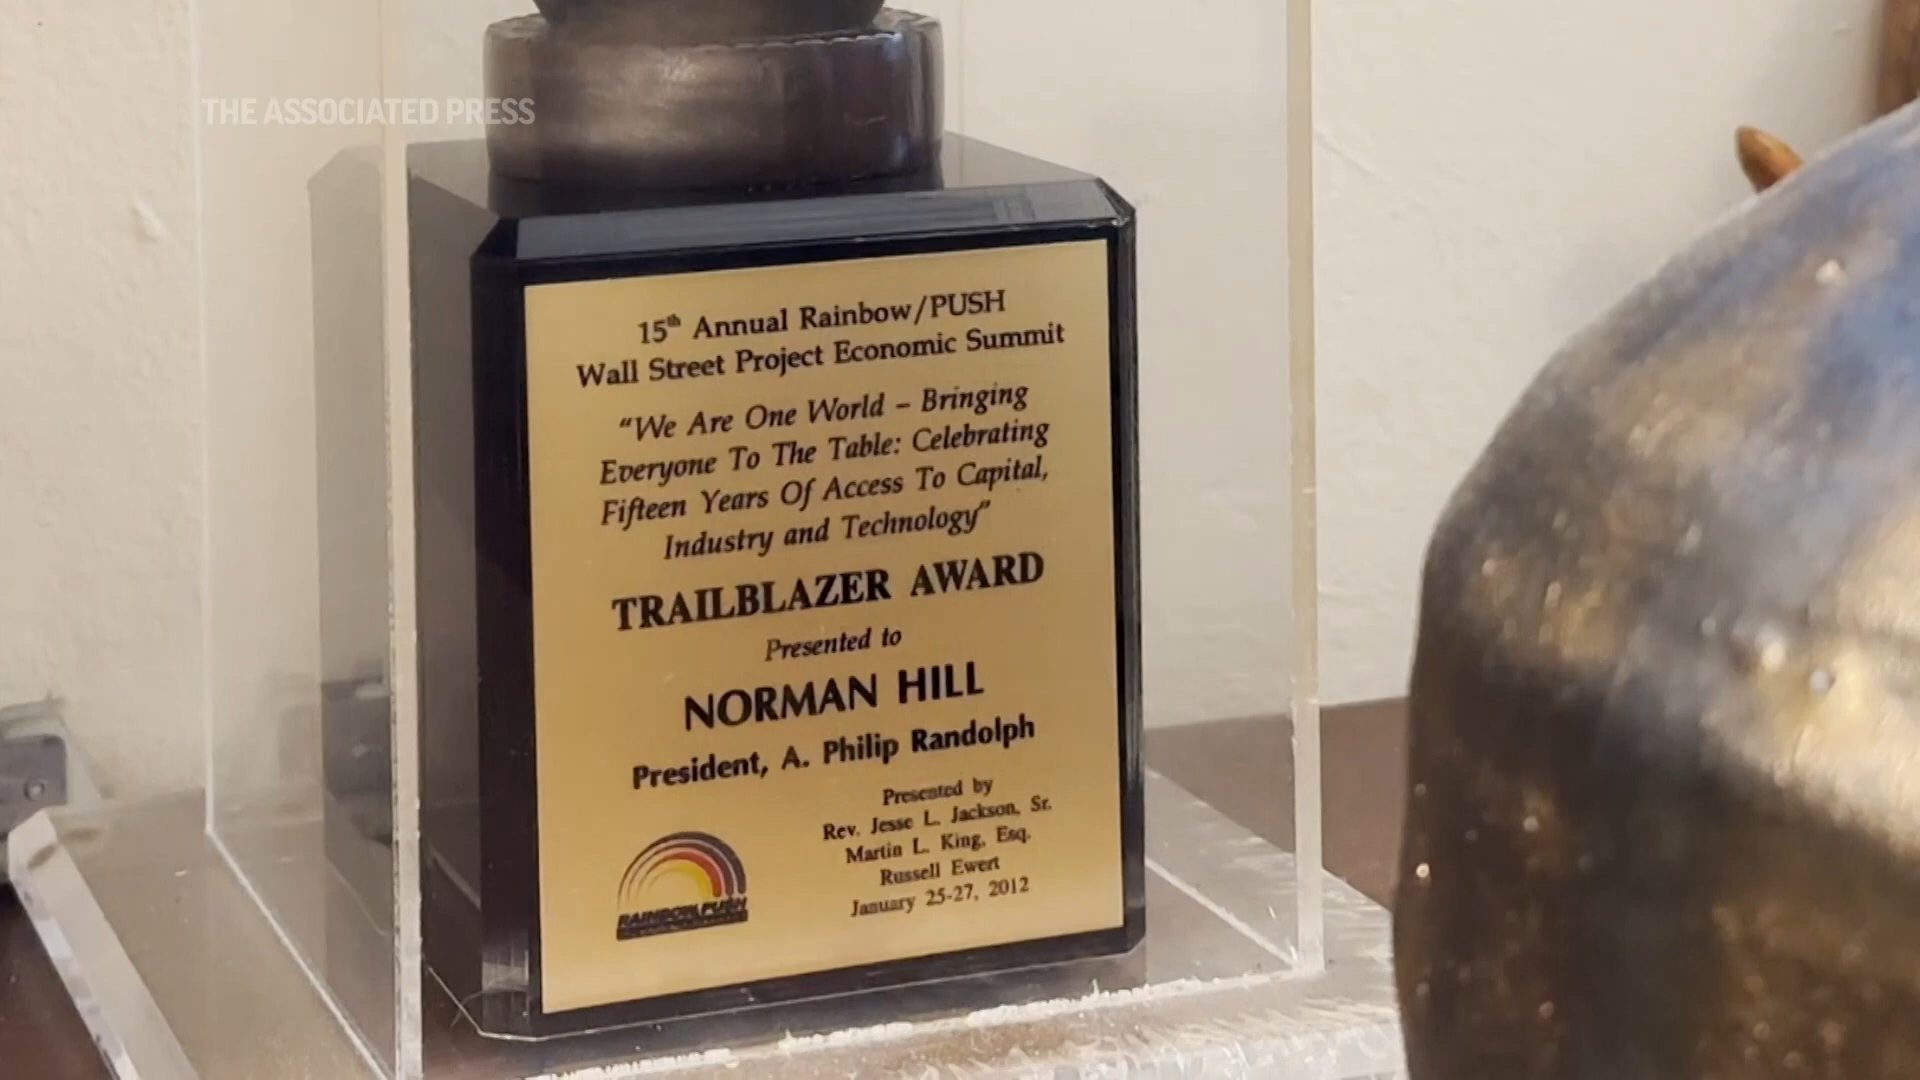 THE ASSOCIATED PRESS
15th Annual Rainbow/PUSH
Wall Street Project Economic Summit
“We Are One World – Bringing
Everyone To The Table: Celebrating
Fifteen Years Of Access To Capital,
Industry and Technology”
TRAILBLAZER AWARD
Presented to
NORMAN HILL
President, A. Philip Randolph
Presented by
Rev. Jesse L. Jackson, Sr.
Martin L. King, Esq.
Russell Ewert
January 25-27, 2012
RAINBOW PUSH